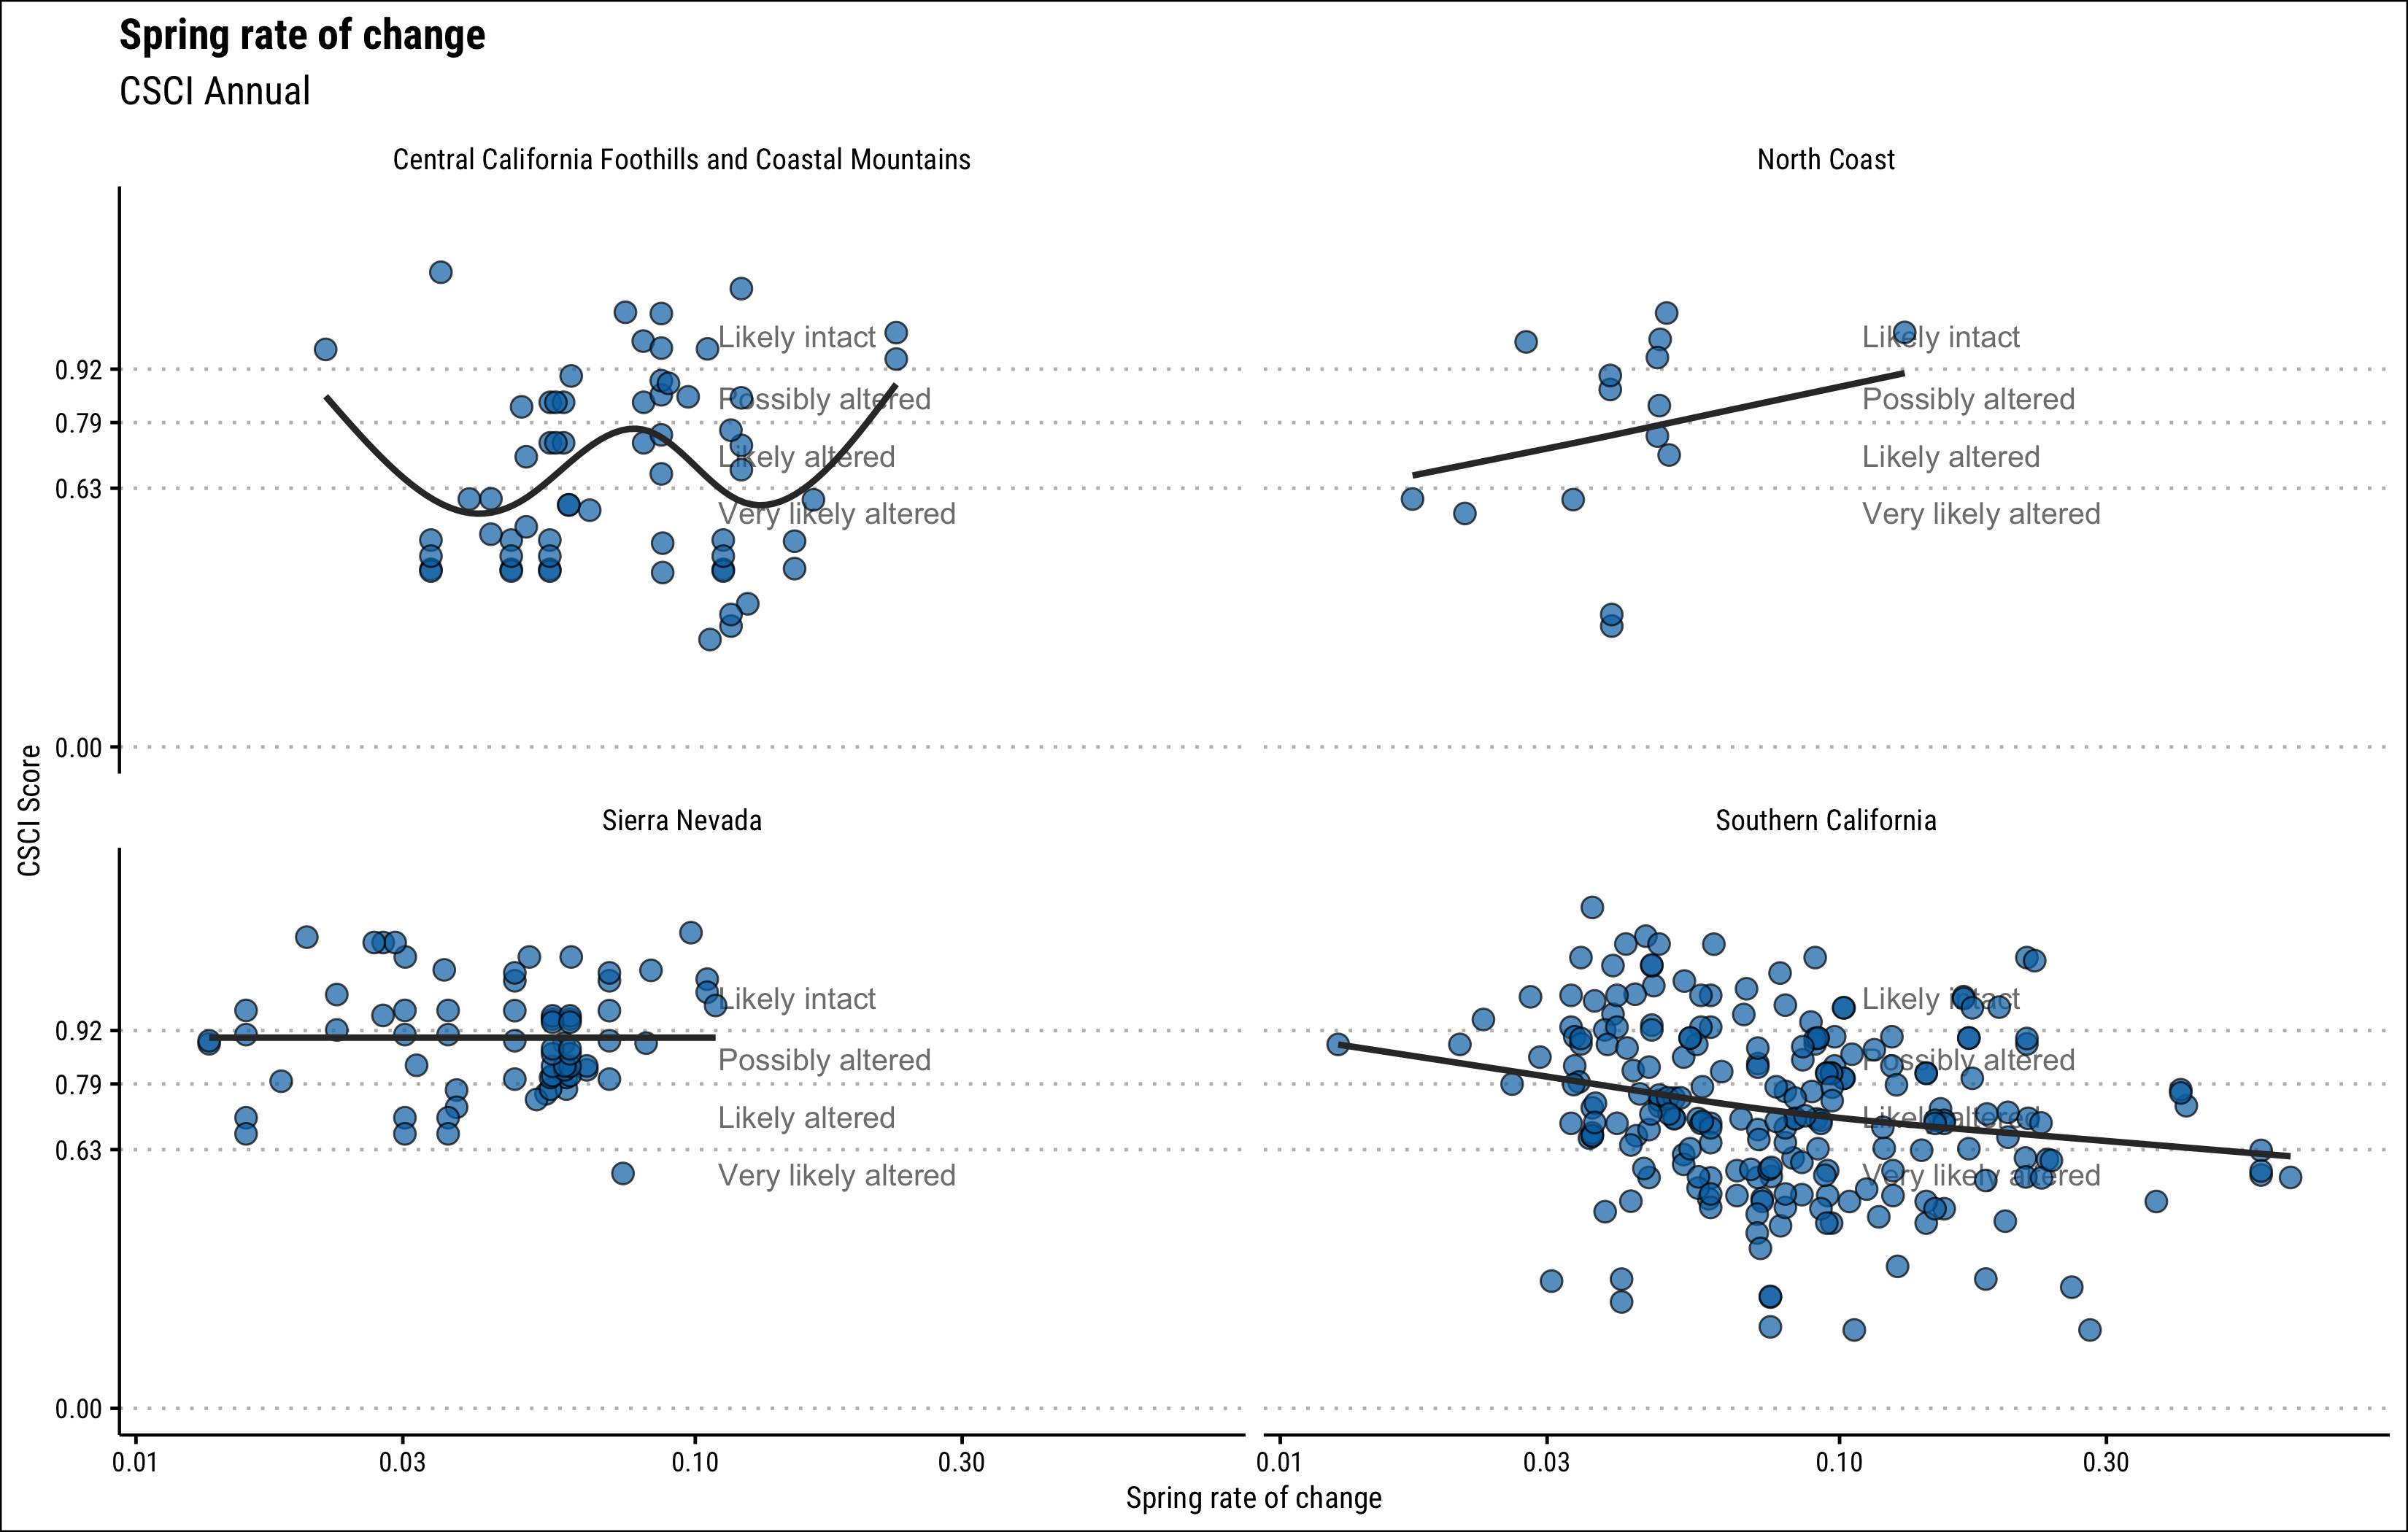 Spring rate of change
CSCI Annual
Central California Foothills and Coastal Mountains
North Coast
Likely intact
Likely intact
0.92
Possibly altered
Possibly altered
0.79
Likely altered
Likely altered
0.63
Very likely altered
Very likely altered
0.00
CSCI Score
Sierra Nevada
Southern California
Likely intact
Likely intact
0.92
Possibly altered
Possibly altered
0.79
Likely altered
Likely altered
0.63
Very likely altered
Very likely altered
0.00
0.01 0.03 0.10 0.30
0.01 0.03 0.10 0.30
Spring rate of change